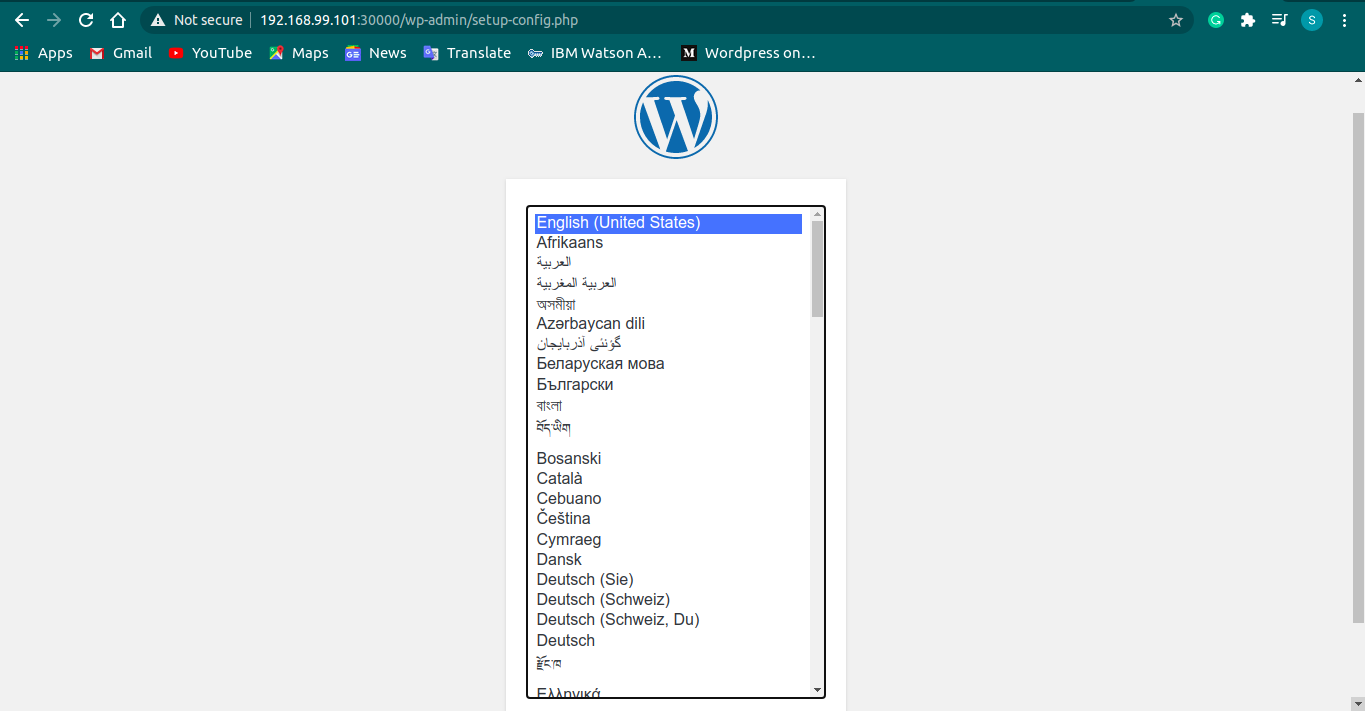 Not secure 192.168.99.101:30000/wp-admin/setup-config.php
S
Apps Gmail YouTube Maps News Translate IBM Watson A… Wordpress on…
English (United States)
Afrikaans
العربية
العربية المغربية
অসমীয়া
Azərbaycan dili
گؤنئی آذربایجان
Беларуская мова
Български
বাংলা
བོད་ཡིག
Bosanski
Català
Cebuano
Čeština
Cymraeg
Dansk
Deutsch (Sie)
Deutsch (Schweiz)
Deutsch (Schweiz, Du)
Deutsch
རྫོང་ཁ
Ελληνικά